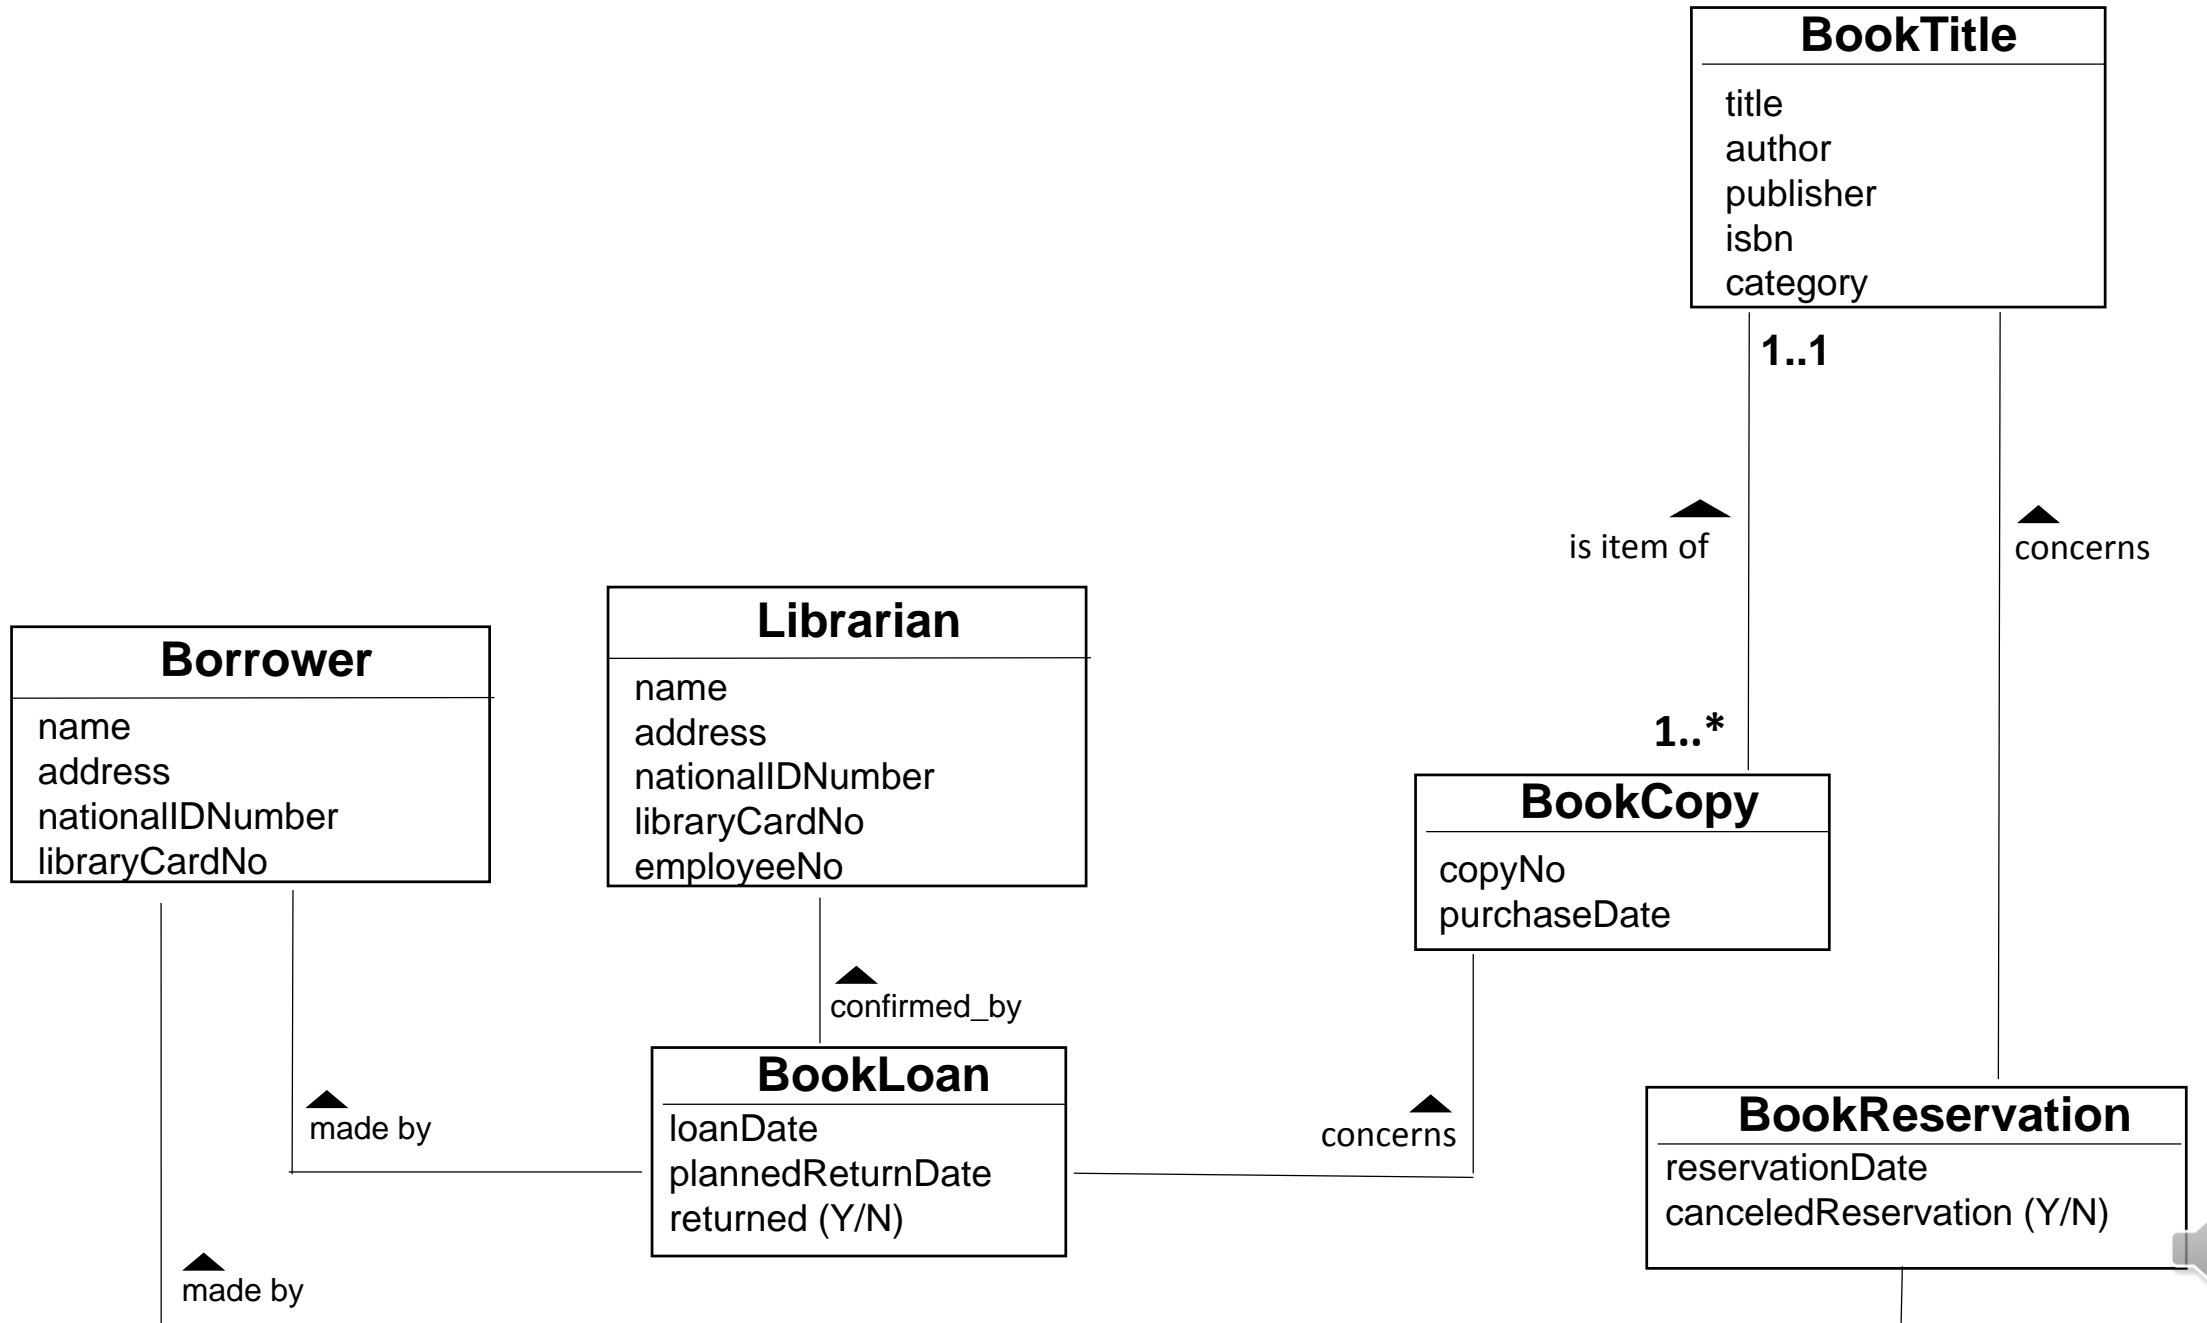 BookTitle
title
author
publisher
isbn
category
1..1
is item of
concerns
1..*
Borrower
name
address
nationalIDNumber
libraryCardNo
Librarian
name
address
nationalIDNumber
libraryCardNo
employeeNo
BookCopy
copyNo
purchaseDate
confirmed_by
made by
BookLoan
loanDate
plannedReturnDate
returned (Y/N)
concerns
BookReservation
reservationDate
canceledReservation (Y/N)
made by